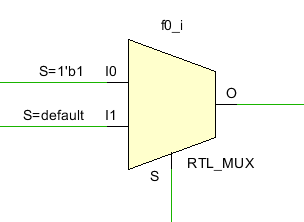 f0_i
S=1'b1 I0
O
S=default I1
S RTL_MUX